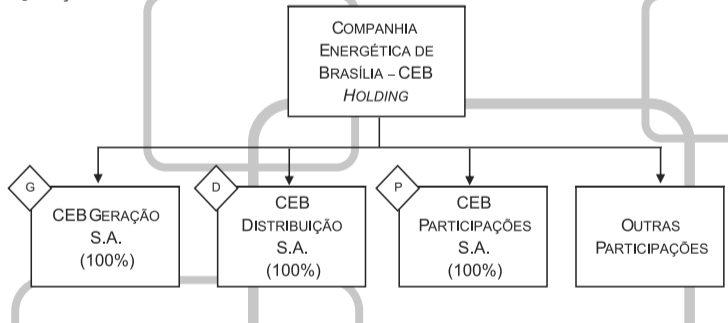 COMPANHIA
ENERGÉTICA DE
BRASÍLIA – CEB
HOLDING
G
CEB GERAÇÃO
S.A.
(100%)
D
CEB
DISTRIBUIÇÃO
S.A.
(100%)
P
CEB
PARTICIPAÇÕES
S.A.
(100%)
OUTRAS
PARTICIPAÇÕES